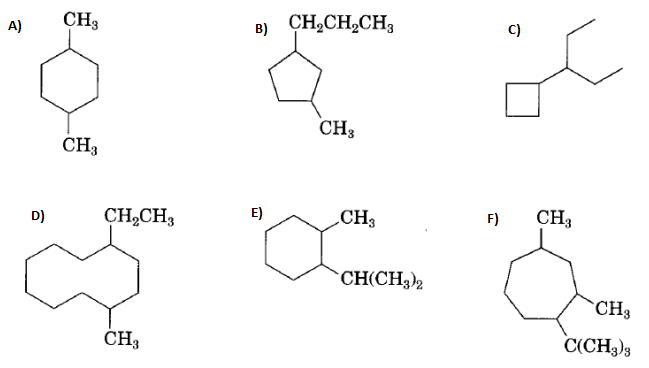 A)
CH₃
CH₃
B)
CH₂CH₂CH₃
CH₃
C)
D)
CH₂CH₃
CH₃
E)
CH₃
CH(CH₃)₂
F)
CH₃
CH₃
C(CH₃)₃